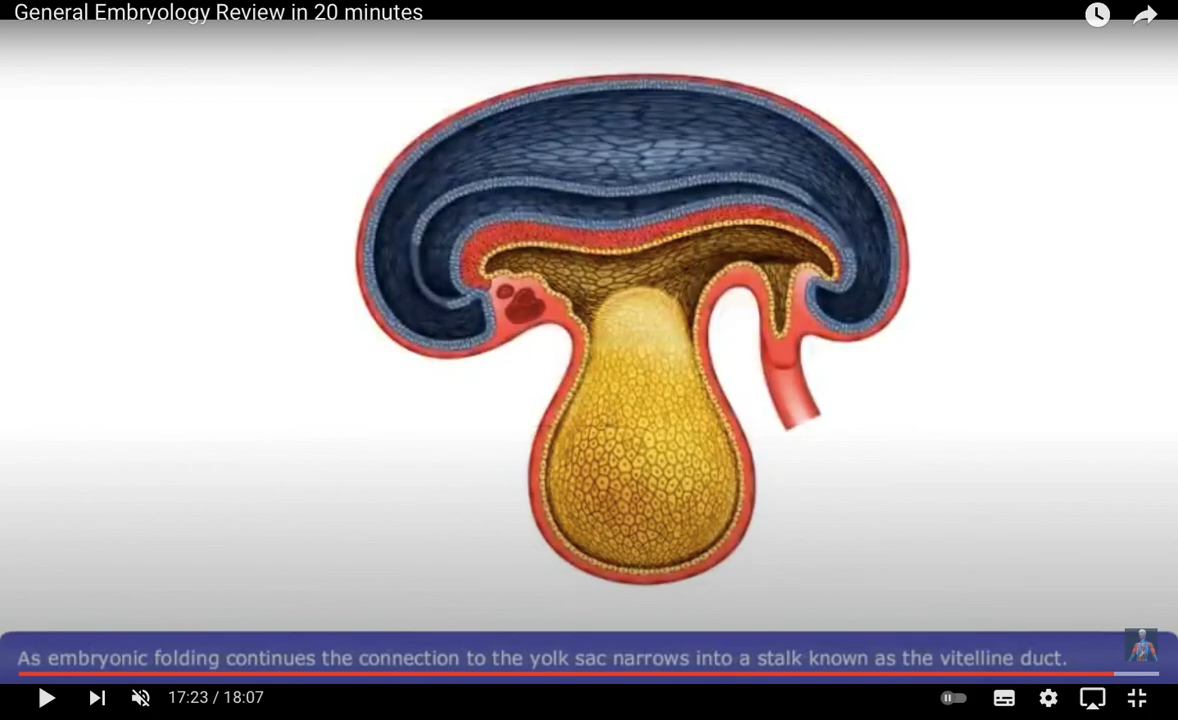 General Embryology Review in 20 minutes
As embryonic folding continues the connection to the yolk sac narrows into a stalk known as the vitelline duct.
17:23 / 18:07